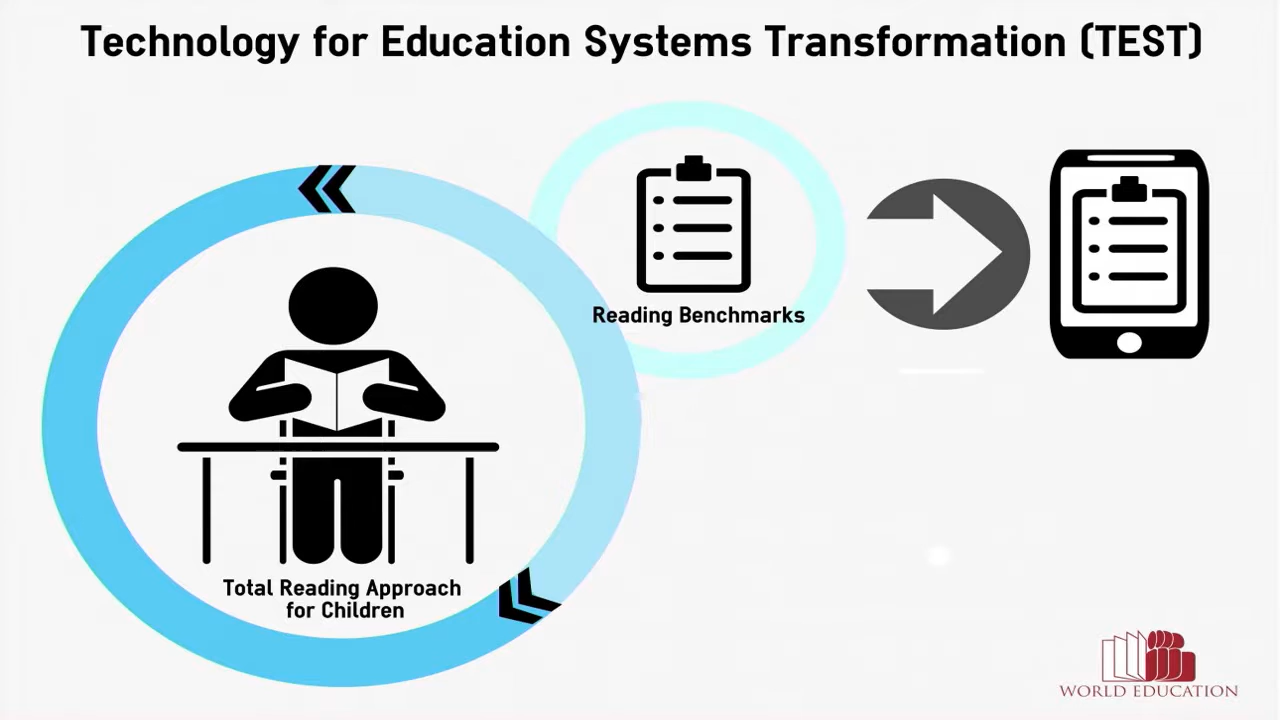 Technology for Education Systems Transformation (TEST)
Reading Benchmarks
Total Reading Approach
for Children
WORLD EDUCATION